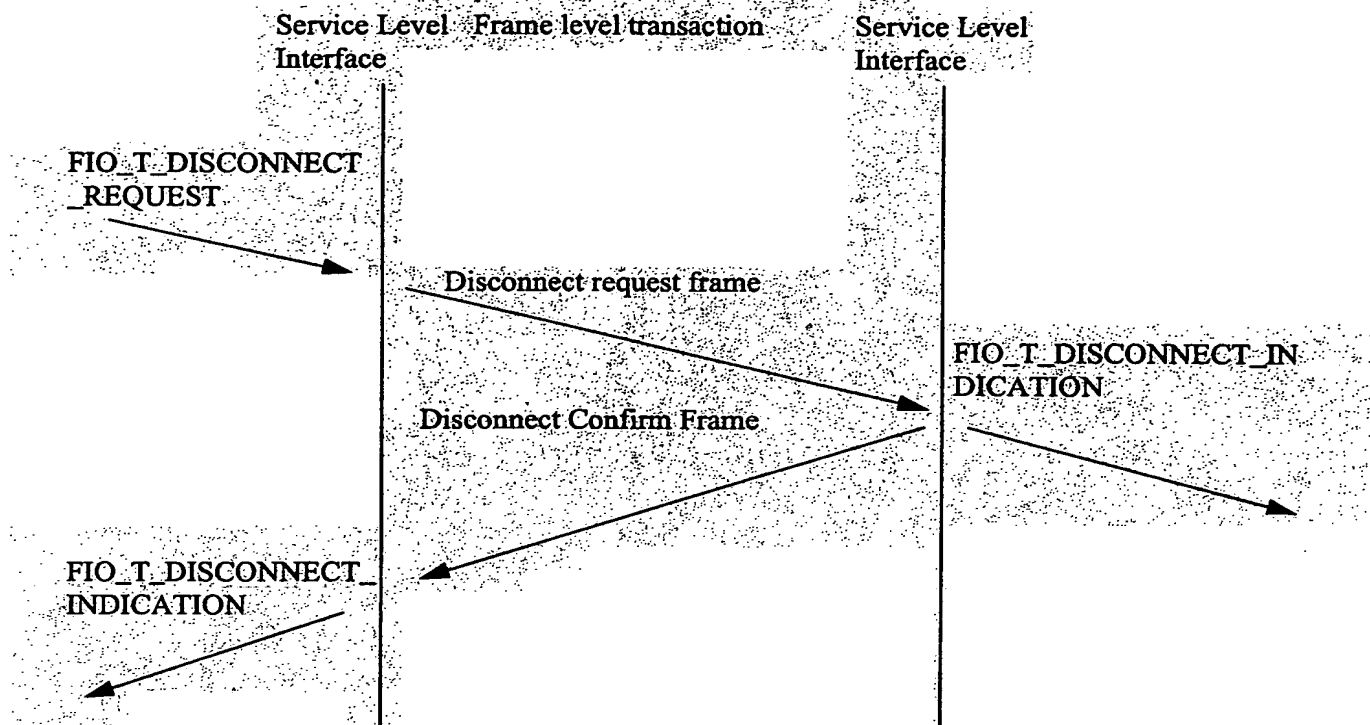 Service Level Frame level transaction Service Level
Interface Interface
FIO_T_DISCONNECT
_REQUEST
Disconnect request frame
FIO_T_DISCONNECT_IN
DICATION
Disconnect Confirm Frame
FIO_T_DISCONNECT_
INDICATION